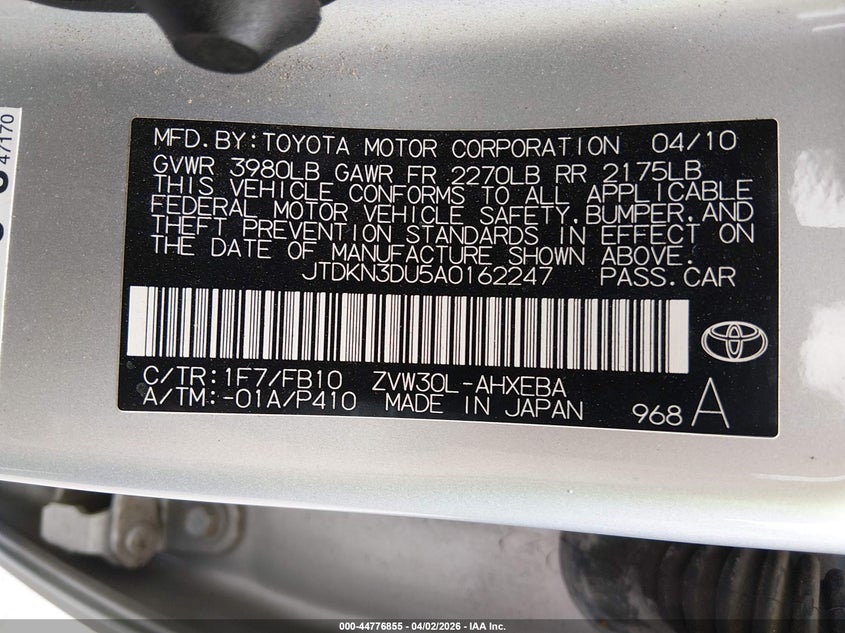 47170
MFD.BY:TOYOTA MOTOR CORPORATION 04/10
GVWR 3980LB GAWR FR 2270LB RR 2175LB
THIS VEHICLE CONFORMS TO ALL APPLICABLE
FEDERAL MOTOR VEHICLE SAFETY,BUMPER,AND
THEFT PREVENTION STANDARDS IN EFFECT ON
THE DATE OF MANUFACTURE SHOWN ABOVE.
JTDKN3DU5A0162247 PASS.CAR
C/TR:1F7/FB10 ZVW30L-AHXEBA
A/TM:-01A/P410 MADE IN JAPAN 968 A
000-44776855 - 04/02/2026 - IAA Inc.